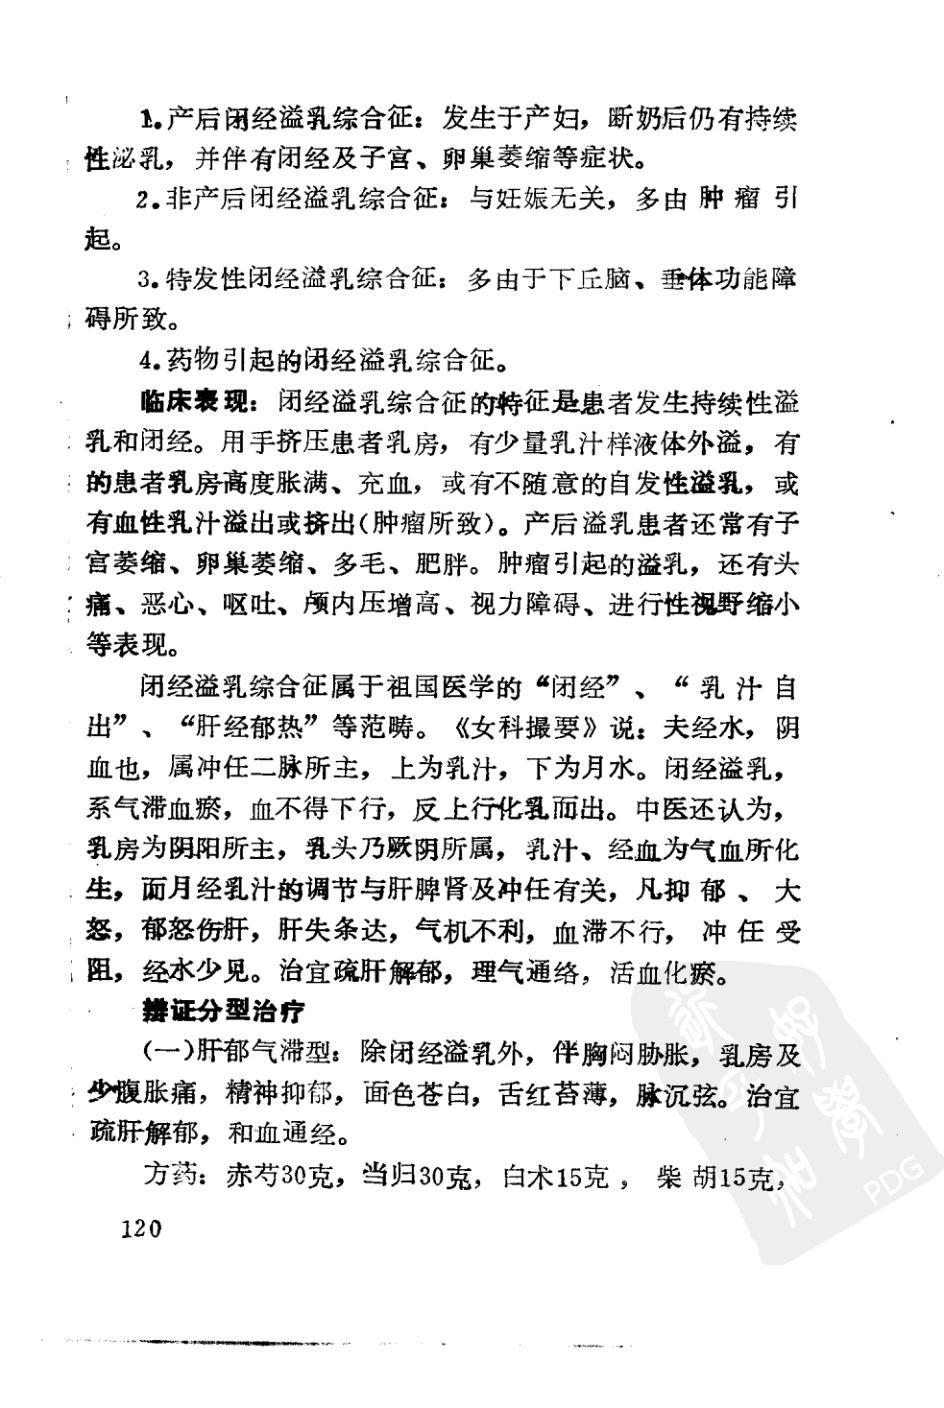 1.产后闭经溢乳综合征：发生于产妇，断奶后仍有持续
性泌乳，并伴有闭经及子宫、卵巢萎缩等症状。
2.非产后闭经溢乳综合征：与妊娠无关，多由肿瘤引
起。
3.特发性闭经溢乳综合征：多由于下丘脑、垂体功能障
碍所致。
4.药物引起的闭经溢乳综合征。
临床表现：闭经溢乳综合征的特征是患者发生持续性溢
乳和闭经。用手挤压患者乳房，有少量乳汁样液体外溢，有
的患者乳房高度胀满、充血，或有不随意的自发性溢乳，或
有血性乳汁溢出或挤出(肿瘤所致)。产后溢乳患者还常有子
宫萎缩、卵巢萎缩、多毛、肥胖。肿瘤引起的溢乳，还有头
痛、恶心、呕吐、颅内压增高、视力障碍、进行性视野缩小
等表现。
闭经溢乳综合征属于祖国医学的“闭经”、“乳汁自
出”、“肝经郁热”等范畴。《女科撮要》说：夫经水，阴
血也，属冲任二脉所主，上为乳汁，下为月水。闭经溢乳，
系气滞血瘀，血不得下行，反上行化乳而出。中医还认为，
乳房为阴阳所主，乳头乃厥阴所属，乳汁、经血为气血所化
生，而月经乳汁的调节与肝脾肾及冲任有关，凡抑郁、大
怒，郁怒伤肝，肝失条达，气机不利，血滞不行，冲任受
阻，经水少见。治宜疏肝解郁，理气通络，活血化瘀。
辨证分型治疗
(一)肝郁气滞型：除闭经溢乳外，伴胸闷胁胀，乳房及
少腹胀痛，精神抑郁，面色苍白，舌红苔薄，脉沉弦。治宜
疏肝解郁，和血通经。
方药：赤芍30克，当归30克，白术15克，柴胡15克，
120
PDG